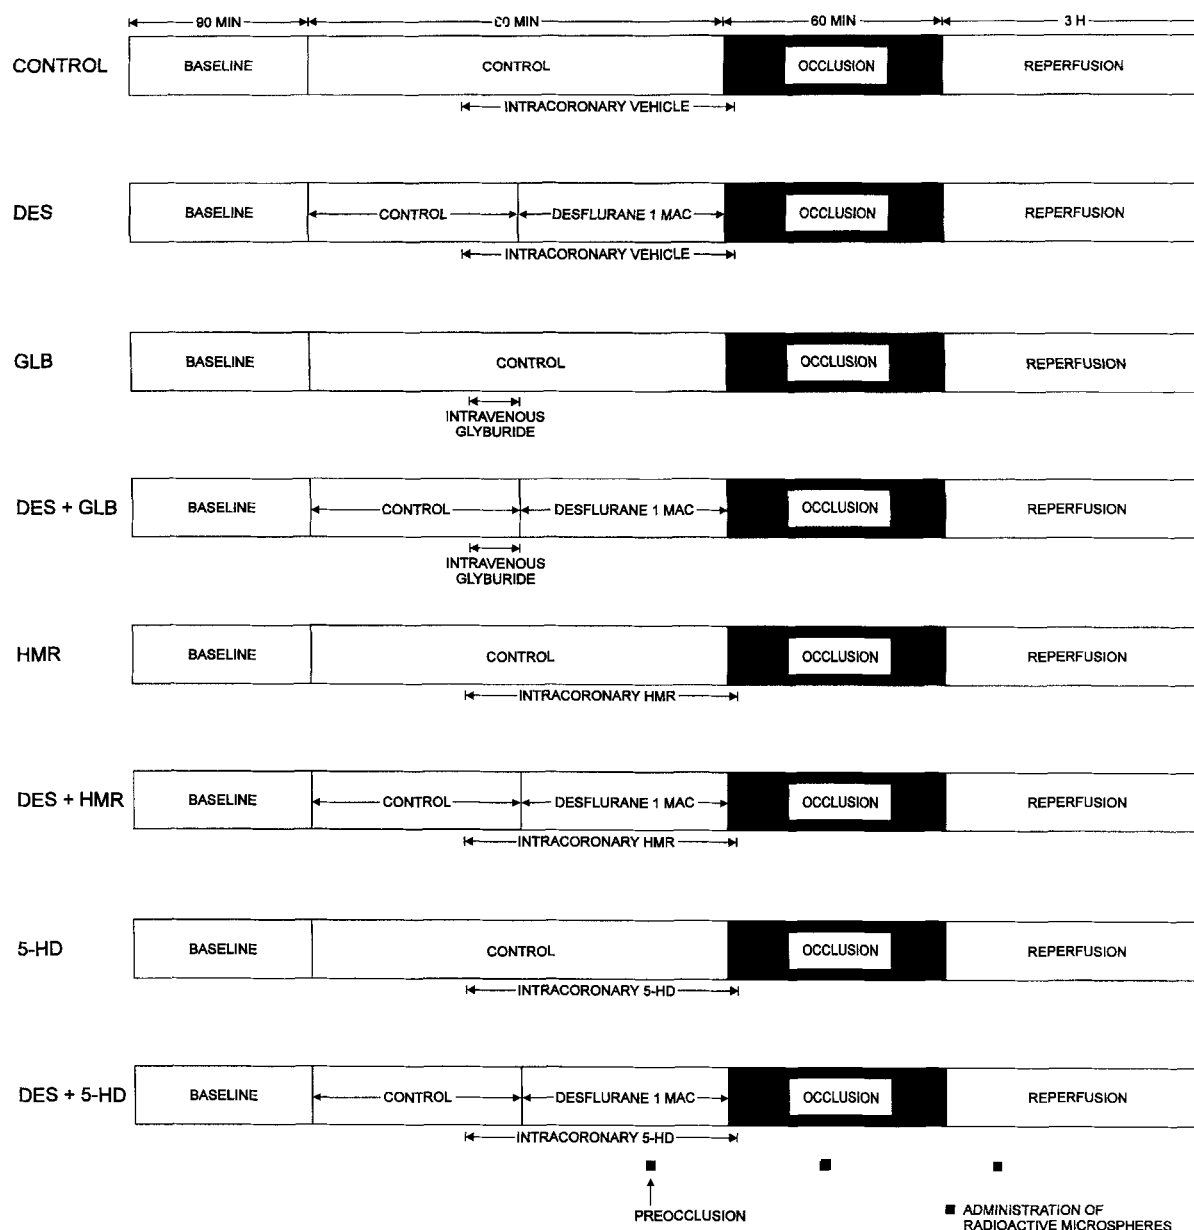 90 MIN 60 MIN 3 H
CONTROL BASELINE CONTROL OCCLUSION REPERFUSION
INTRACORONARY VEHICLE
DES BASELINE CONTROL DESFLURANE 1 MAC OCCLUSION REPERFUSION
INTRACORONARY VEHICLE
GLB BASELINE CONTROL OCCLUSION REPERFUSION
INTRAVENOUS
GLYBURIDE
DES + GLB BASELINE CONTROL DESFLURANE 1 MAC OCCLUSION REPERFUSION
INTRAVENOUS
GLYBURIDE
HMR BASELINE CONTROL OCCLUSION REPERFUSION
INTRACORONARY HMR
DES + HMR BASELINE CONTROL DESFLURANE 1 MAC OCCLUSION REPERFUSION
INTRACORONARY HMR
5-HD BASELINE CONTROL OCCLUSION REPERFUSION
INTRACORONARY 5-HD
DES + 5-HD BASELINE CONTROL DESFLURANE 1 MAC OCCLUSION REPERFUSION
INTRACORONARY 5-HD
PREOCCLUSION
ADMINISTRATION OF
RADIOACTIVE MICROSPHERES